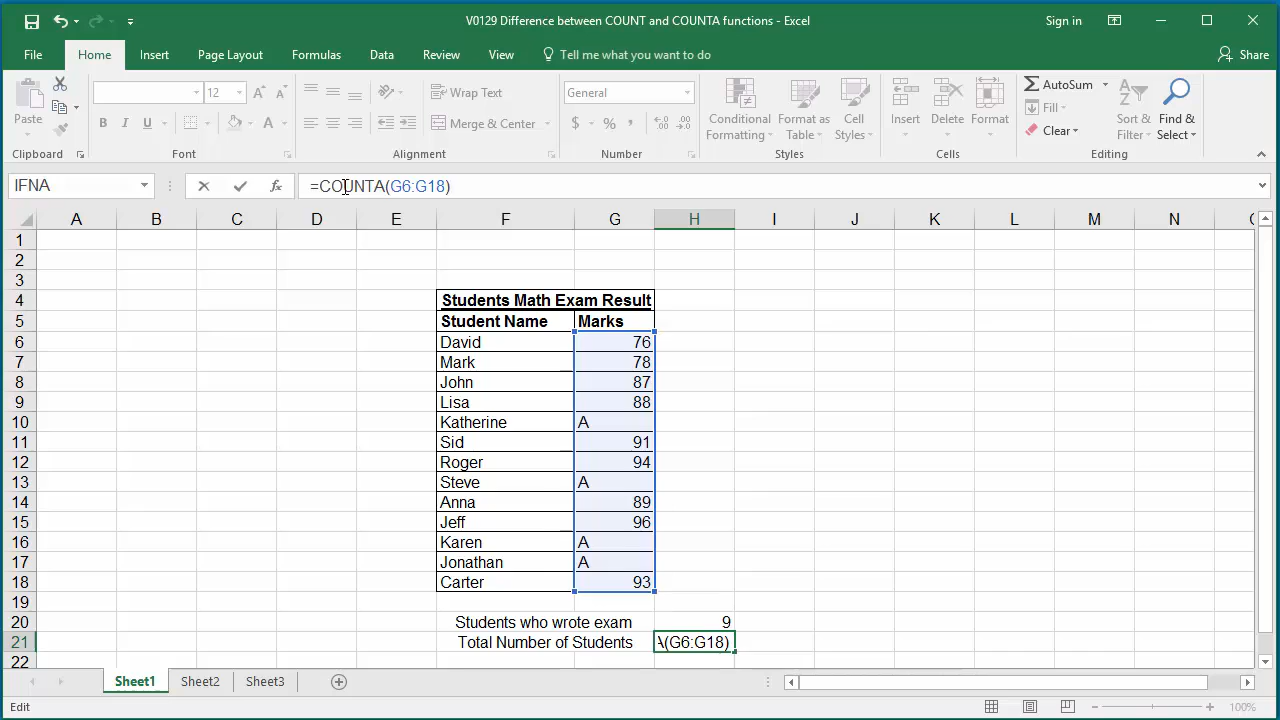 V0129 Difference between COUNT and COUNTA functions - Excel
Sign in
File Home Insert Page Layout Formulas Data Review View Tell me what you want to do Share
Paste
12
B I U A
Wrap Text
Merge & Center
General
$ % ,
Conditional Formatting
Format as Table
Cell Styles
Insert
Delete
Format
AutoSum
Fill
Clear
Sort & Filter
Find & Select
Clipboard Font Alignment Number Styles Cells Editing
IFNA fx =COUNTA(G6:G18)
A B C D E F G H I J K L M N
1
2
3
4 Students Math Exam Result
5 Student Name Marks
6 David 76
7 Mark 78
8 John 87
9 Lisa 88
10 Katherine A
11 Sid 91
12 Roger 94
13 Steve A
14 Anna 89
15 Jeff 96
16 Karen A
17 Jonathan A
18 Carter 93
19
20 Students who wrote exam 9
21 Total Number of Students (G6:G18)
22
Sheet1 Sheet2 Sheet3
Edit 100%